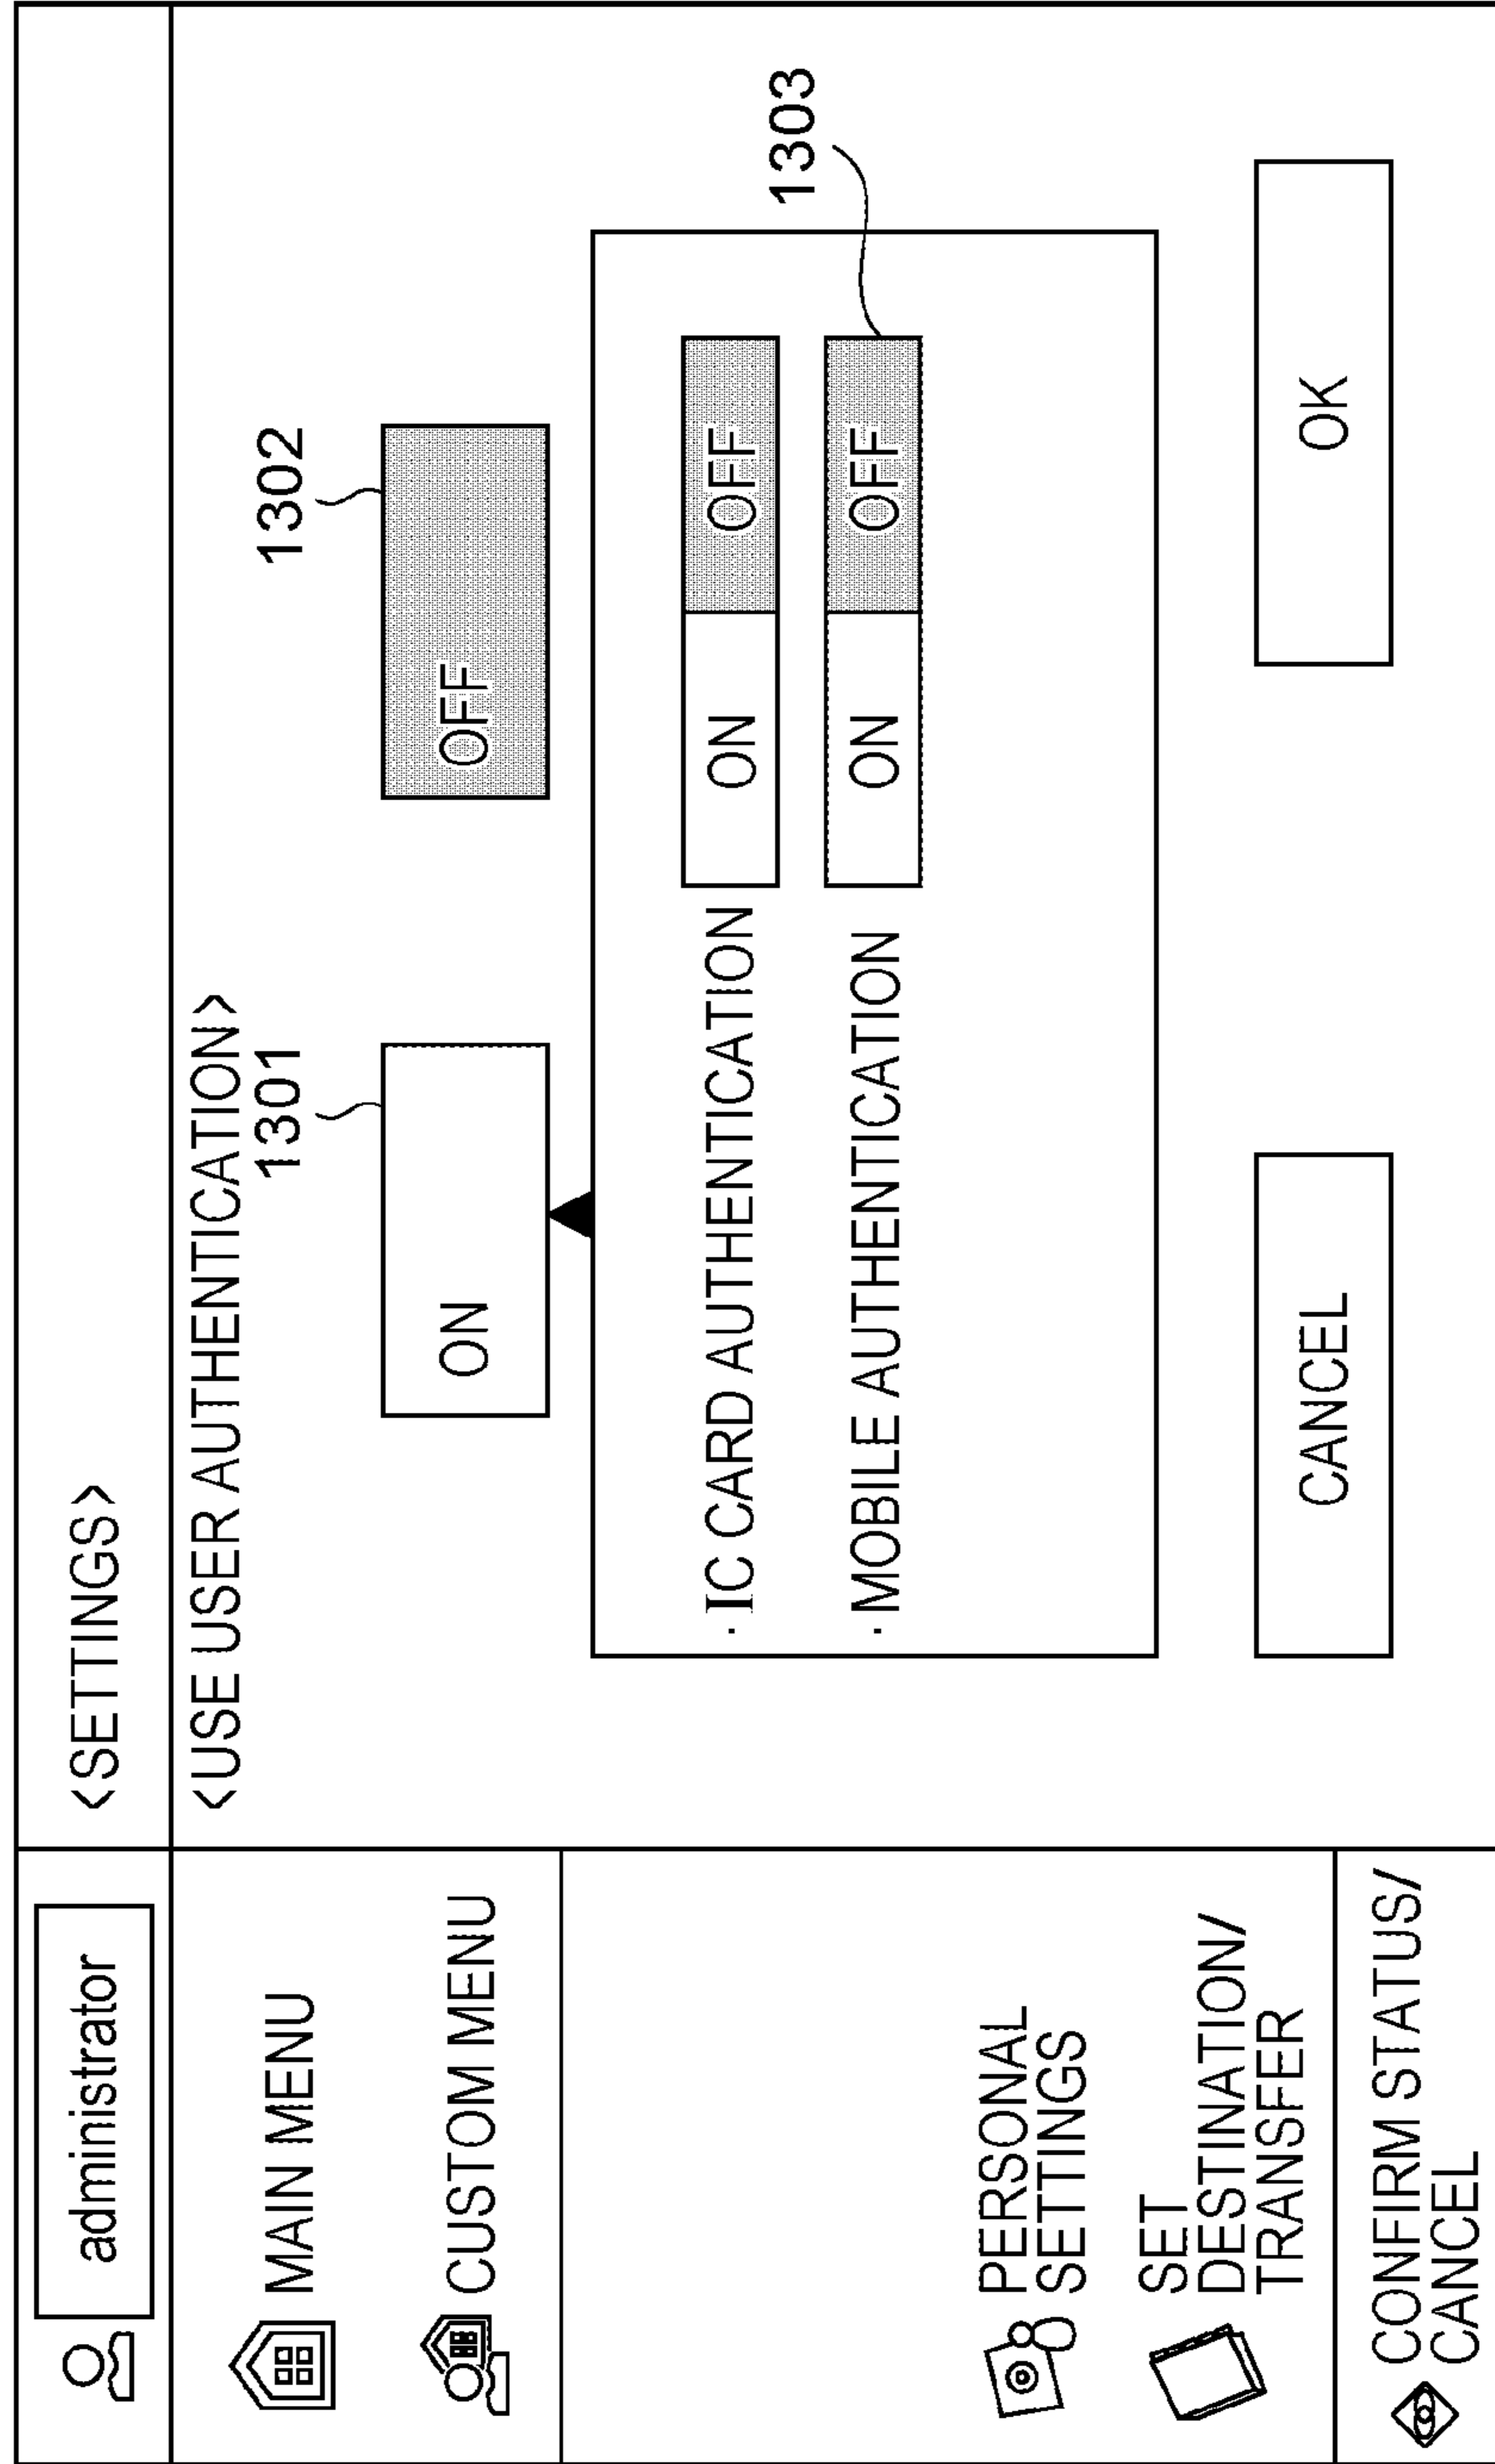 administrator
<SETTINGS>
MAIN MENU
CUSTOM MENU
PERSONAL
SETTINGS
SET
DESTINATION/
TRANSFER
CONFIRM STATUS/
CANCEL
<USE USER AUTHENTICATION>
1301
1302
ON
OFF
· IC CARD AUTHENTICATION ON OFF
· MOBILE AUTHENTICATION ON OFF
1303
CANCEL
OK